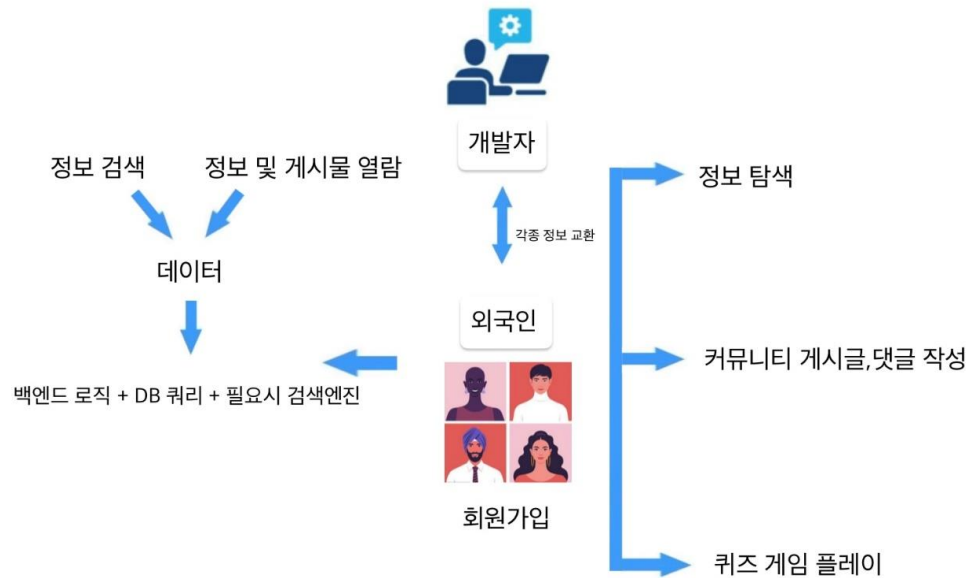 개발자
정보 검색
정보 및 게시물 열람
정보 탐색
각종 정보 교환
데이터
외국인
커뮤니티 게시글,댓글 작성
백엔드 로직 + DB 쿼리 + 필요시 검색엔진
회원가입
퀴즈 게임 플레이